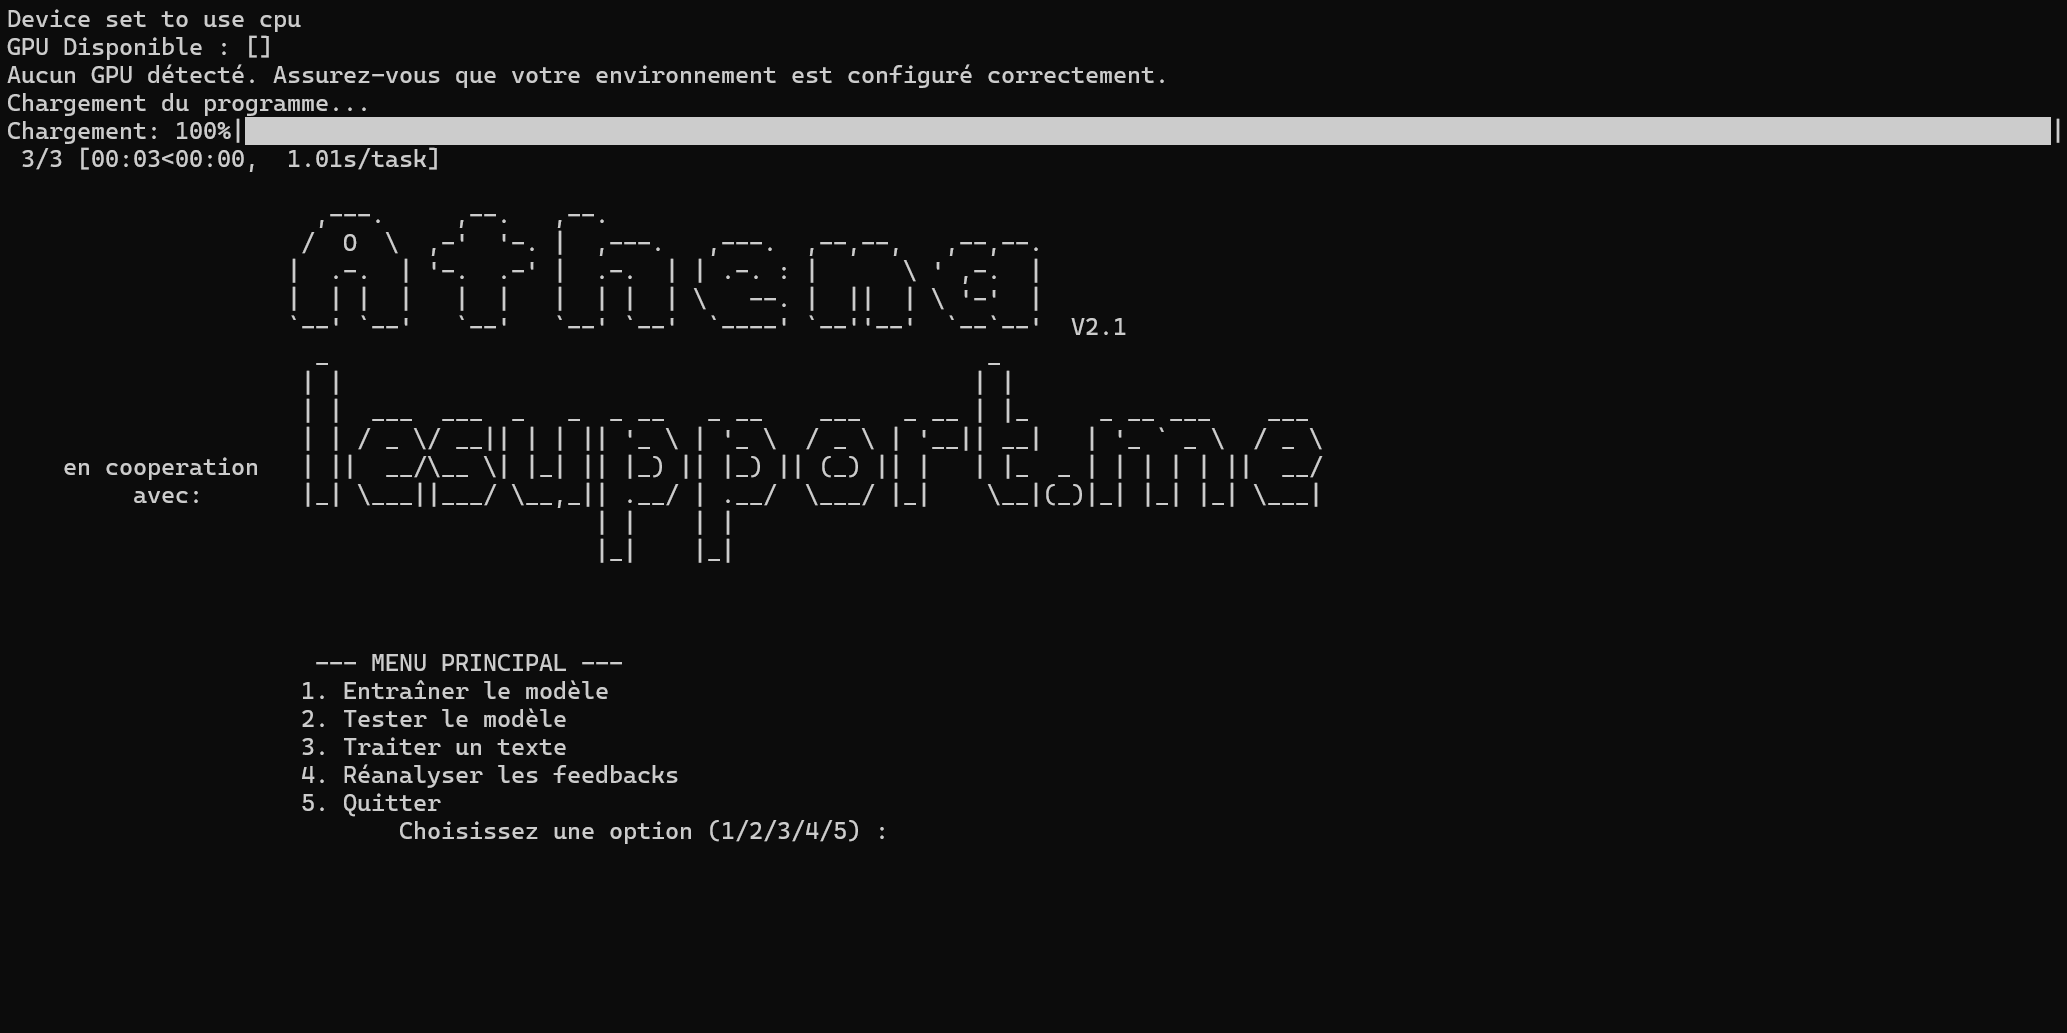 Device set to use cpu
GPU Disponible : []
Aucun GPU détecté. Assurez-vous que votre environnement est configuré correctement.
Chargement du programme...
Chargement: 100%|
3/3 [00:03<00:00,  1.01s/task]
Athena V2.1
en cooperation avec:
lesupport.me
--- MENU PRINCIPAL ---
1. Entraîner le modèle
2. Tester le modèle
3. Traiter un texte
4. Réanalyser les feedbacks
5. Quitter
Choisissez une option (1/2/3/4/5) :